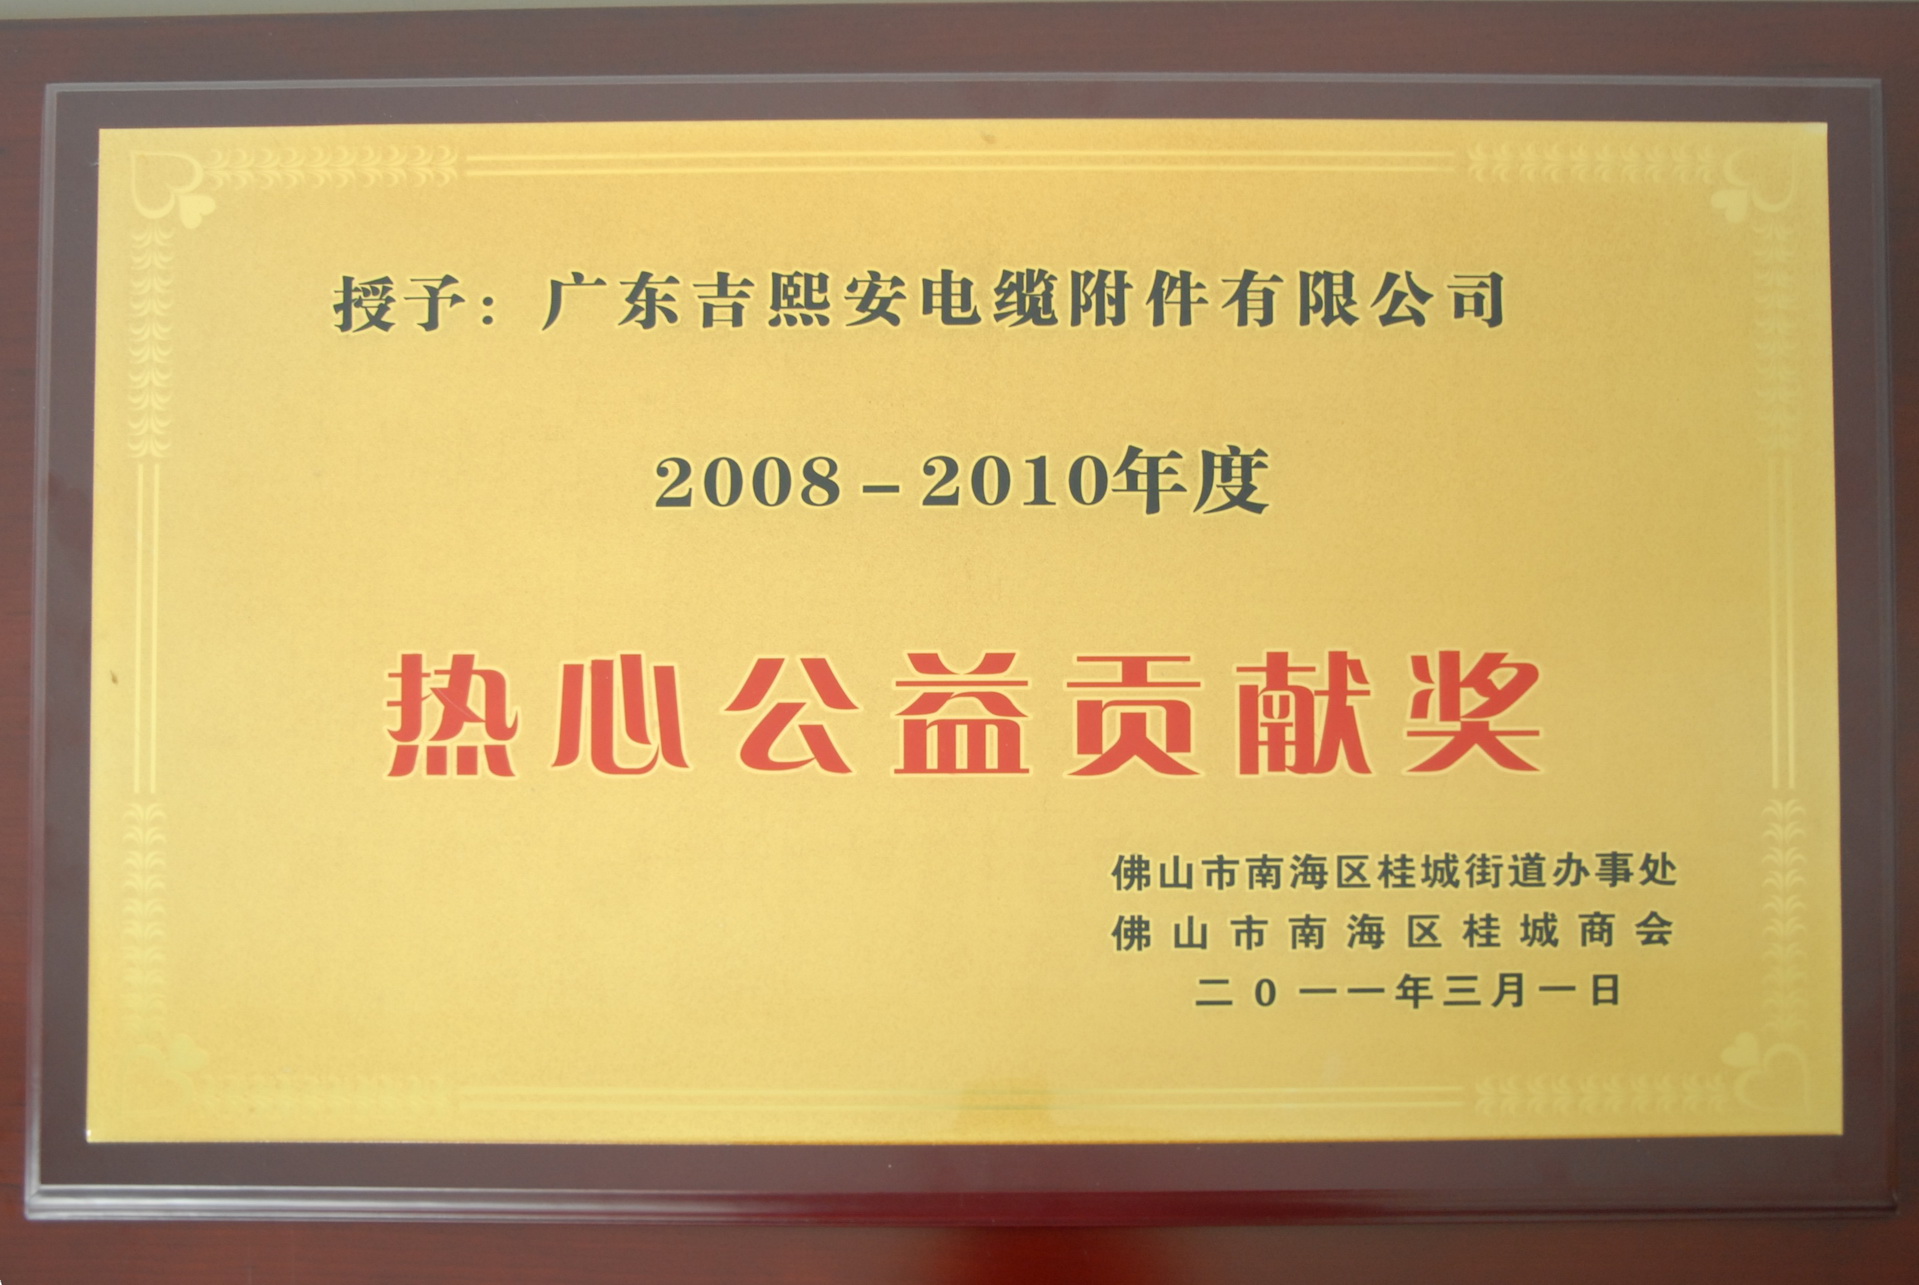 授予：广东吉熙安电缆附件有限公司
2008-2010年度
热心公益贡献奖
佛山市南海区桂城街道办事处
佛山市南海区桂城商会
二0一一年三月一日